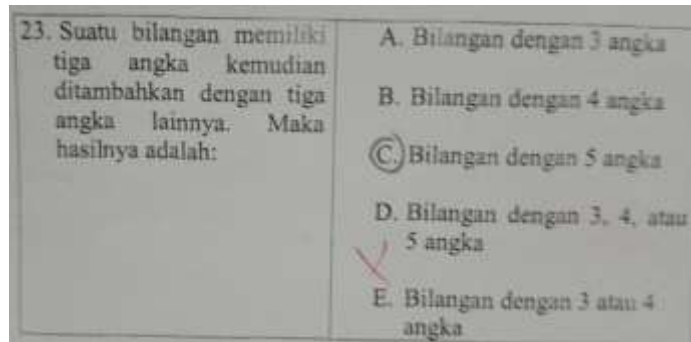 23. Suatu bilangan memiliki
tiga angka kemudian
ditambahkan dengan tiga
angka lainnya. Maka
hasilnya adalah:
A. Bilangan dengan 3 angka
B. Bilangan dengan 4 angka
C. Bilangan dengan 5 angka
D. Bilangan dengan 3, 4, atau
5 angka
E. Bilangan dengan 3 atau 4
angka